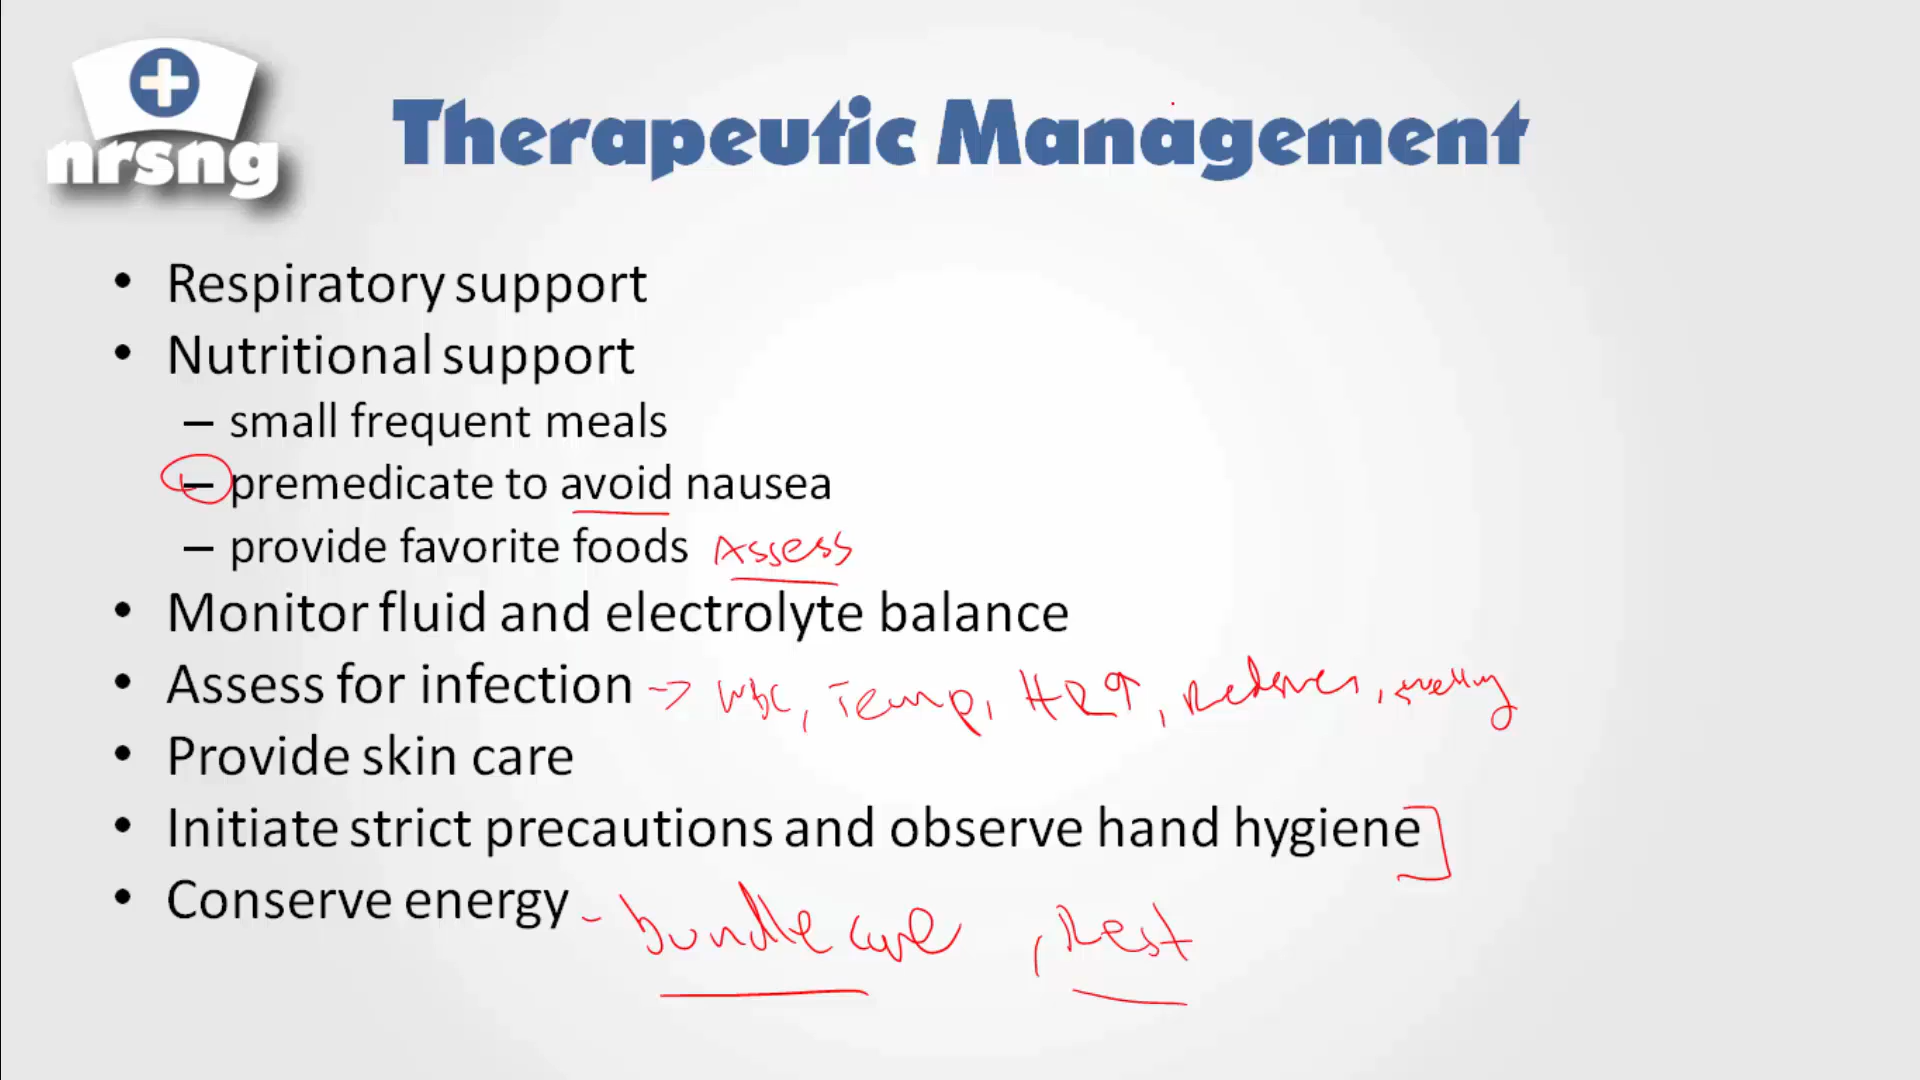 nrsng
Therapeutic Management
• Respiratory support
• Nutritional support
– small frequent meals
– premedicate to avoid nausea
– provide favorite foods Assess
• Monitor fluid and electrolyte balance
• Assess for infection -> WBC, Temp, HR↑, Redness, swelling
• Provide skin care
• Initiate strict precautions and observe hand hygiene
• Conserve energy - bundle care, Rest